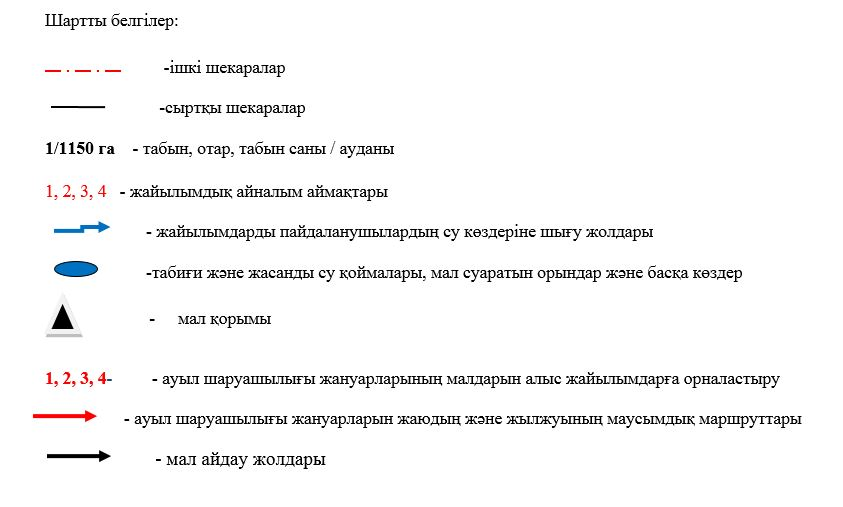 Шартты белгілер:
-ішкі шекаралар
-сыртқы шекаралар
1/1150 га - табын, отар, табын саны / ауданы
1, 2, 3, 4 - жайылымдық айналым аймақтары
- жайылымдарды пайдаланушылардың су көздеріне шығу жолдары
-табиғи және жасанды су қоймалары, мал суаратын орындар және басқа көздер
- мал қорымы
1, 2, 3, 4- - ауыл шаруашылығы жануарларының малдарын алыс жайылымдарға орналастыру
- ауыл шаруашылығы жануарларын жаюдың және жылжуының маусымдық маршруттары
- мал айдау жолдары